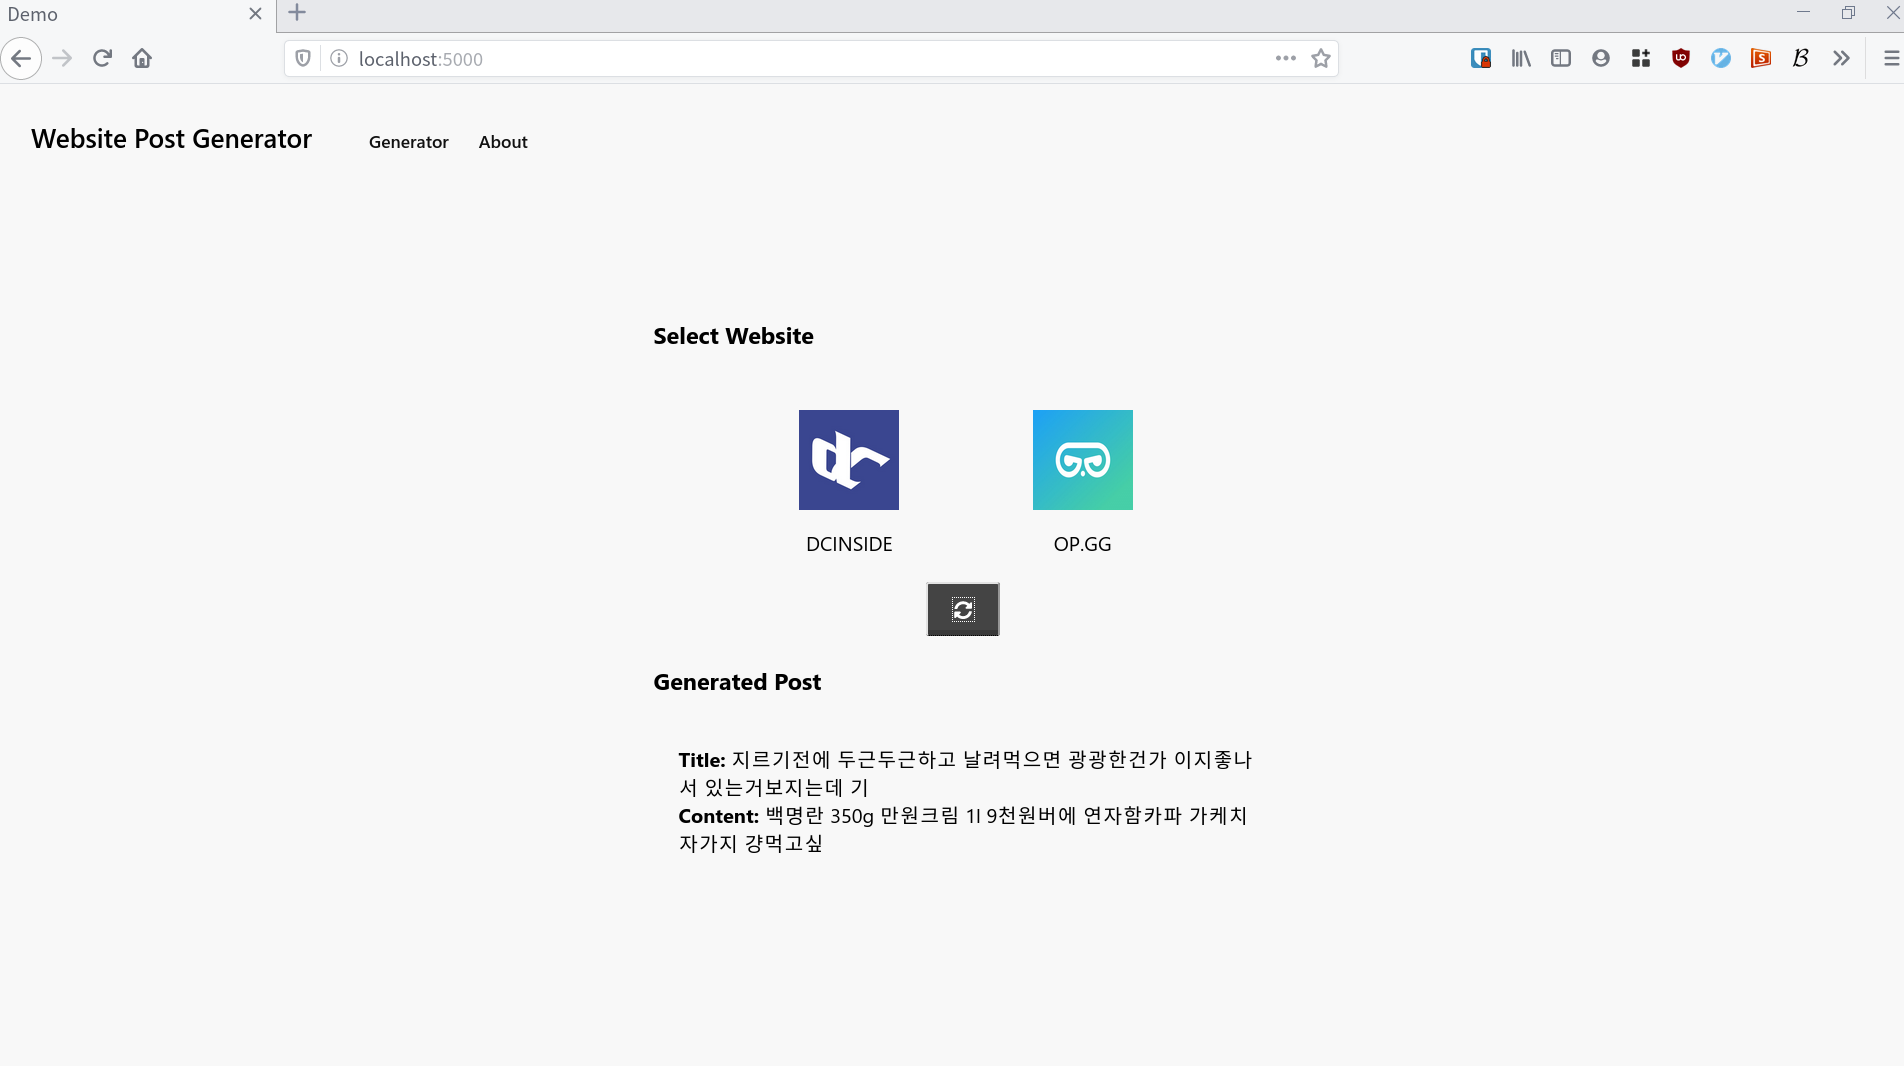 Demo
localhost:5000
Website Post Generator
Generator
About
Select Website
DCINSIDE
OP.GG
Generated Post
Title: 지르기전에 두근두근하고 날려먹으면 광광한건가 이지좋나
서 있는거보지는데 기
Content: 백명란 350g 만원크림 1l 9천원버에 연자함카파 가케치
자가지 걍먹고싶